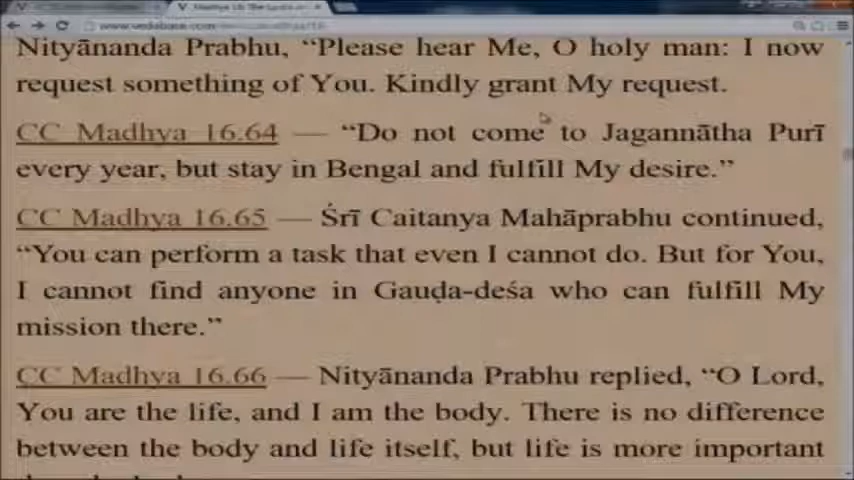 Nityānanda Prabhu, “Please hear Me, O holy man: I now
request something of You. Kindly grant My request.
CC Madhya 16.64 — “Do not come to Jagannātha Purī
every year, but stay in Bengal and fulfill My desire.”
CC Madhya 16.65 — Śrī Caitanya Mahāprabhu continued,
“You can perform a task that even I cannot do. But for You,
I cannot find anyone in Gauḍa-deśa who can fulfill My
mission there.”
CC Madhya 16.66 — Nityānanda Prabhu replied, “O Lord,
You are the life, and I am the body. There is no difference
between the body and life itself, but life is more important